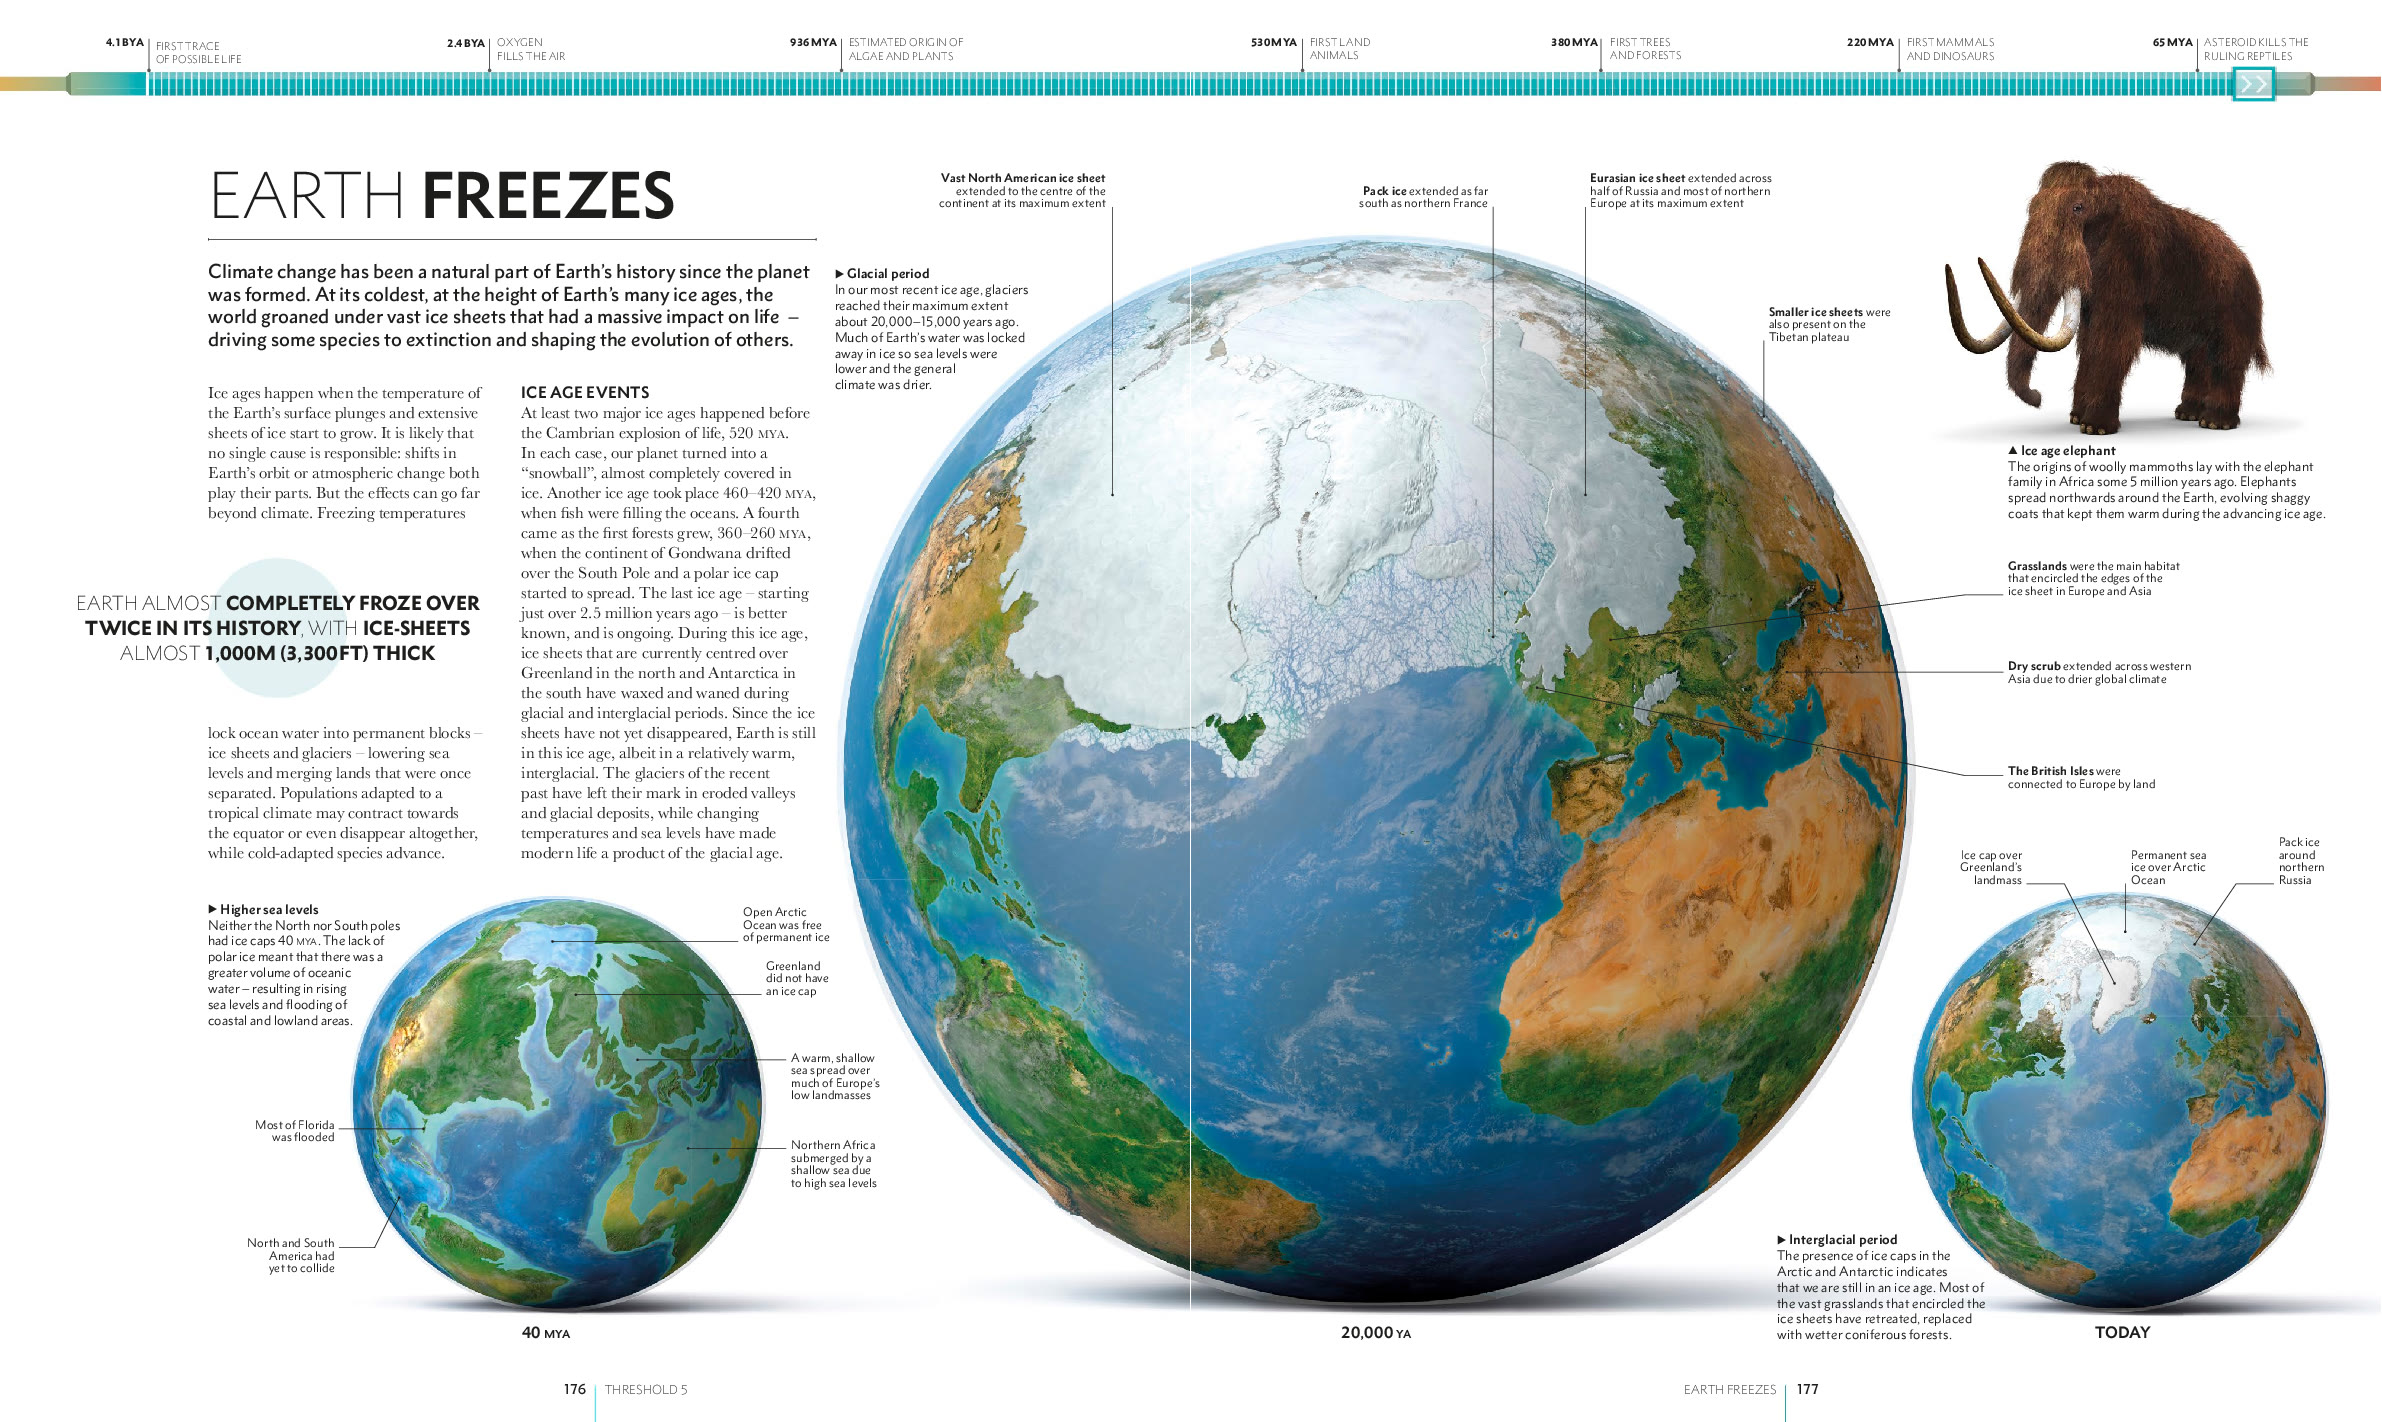 4.1 BYA
FIRST TRACE
OF POSSIBLE LIFE
2.4 BYA
OXYGEN
FILLS THE AIR
936 MYA
ESTIMATED ORIGIN OF
ALGAE AND PLANTS
530 MYA
FIRST LAND
ANIMALS
380 MYA
FIRST TREES
AND FORESTS
220 MYA
FIRST MAMMALS
AND DINOSAURS
65 MYA
ASTEROID KILLS THE
RULING REPTILES
EARTH FREEZES
Climate change has been a natural part of Earth's history since the planet
was formed. At its coldest, at the height of Earth's many ice ages, the
world groaned under vast ice sheets that had a massive impact on life –
driving some species to extinction and shaping the evolution of others.
Ice ages happen when the temperature of
the Earth's surface plunges and extensive
sheets of ice start to grow. It is likely that
no single cause is responsible: shifts in
Earth's orbit or atmospheric change both
play their parts. But the effects can go far
beyond climate. Freezing temperatures
EARTH ALMOST COMPLETELY FROZE OVER
TWICE IN ITS HISTORY, WITH ICE-SHEETS
ALMOST 1,000M (3,300FT) THICK
lock ocean water into permanent blocks –
ice sheets and glaciers – lowering sea
levels and merging lands that were once
separated. Populations adapted to a
tropical climate may contract towards
the equator or even disappear altogether,
while cold-adapted species advance.
ICE AGE EVENTS
At least two major ice ages happened before
the Cambrian explosion of life, 520 MYA.
In each case, our planet turned into a
“snowball”, almost completely covered in
ice. Another ice age took place 460–420 MYA,
when fish were filling the oceans. A fourth
came as the first forests grew, 360–260 MYA,
when the continent of Gondwana drifted
over the South Pole and a polar ice cap
started to spread. The last ice age – starting
just over 2.5 million years ago – is better
known, and is ongoing. During this ice age,
ice sheets that are currently centred over
Greenland in the north and Antarctica in
the south have waxed and waned during
glacial and interglacial periods. Since the ice
sheets have not yet disappeared, Earth is still
in this ice age, albeit in a relatively warm,
interglacial. The glaciers of the recent
past have left their mark in eroded valleys
and glacial deposits, while changing
temperatures and sea levels have made
modern life a product of the glacial age.
▶ Higher sea levels
Neither the North nor South poles
had ice caps 40 MYA. The lack of
polar ice meant that there was a
greater volume of oceanic
water – resulting in rising
sea levels and flooding of
coastal and lowland areas.
Most of Florida
was flooded
North and South
America had
yet to collide
Open Arctic
Ocean was free
of permanent ice
Greenland
did not have
an ice cap
A warm, shallow
sea spread over
much of Europe's
low landmasses
Northern Africa
submerged by a
shallow sea due
to high sea levels
40 MYA
▶ Glacial period
In our most recent ice age, glaciers
reached their maximum extent
about 20,000–15,000 years ago.
Much of Earth's water was locked
away in ice so sea levels were
lower and the general
climate was drier.
Vast North American ice sheet
extended to the centre of the
continent at its maximum extent
Pack ice extended as far
south as northern France
Eurasian ice sheet extended across
half of Russia and most of northern
Europe at its maximum extent
Smaller ice sheets were
also present on the
Tibetan plateau
▲ Ice age elephant
The origins of woolly mammoths lay with the elephant
family in Africa some 5 million years ago. Elephants
spread northwards around the Earth, evolving shaggy
coats that kept them warm during the advancing ice age.
Grasslands were the main habitat
that encircled the edges of the
ice sheet in Europe and Asia
Dry scrub extended across western
Asia due to drier global climate
The British Isles were
connected to Europe by land
20,000 YA
Ice cap over
Greenland's
landmass
Permanent sea
ice over Arctic
Ocean
Pack ice
around
northern
Russia
▶ Interglacial period
The presence of ice caps in the
Arctic and Antarctic indicates
that we are still in an ice age. Most of
the vast grasslands that encircled the
ice sheets have retreated, replaced
with wetter coniferous forests.
TODAY
176 THRESHOLD 5
EARTH FREEZES 177